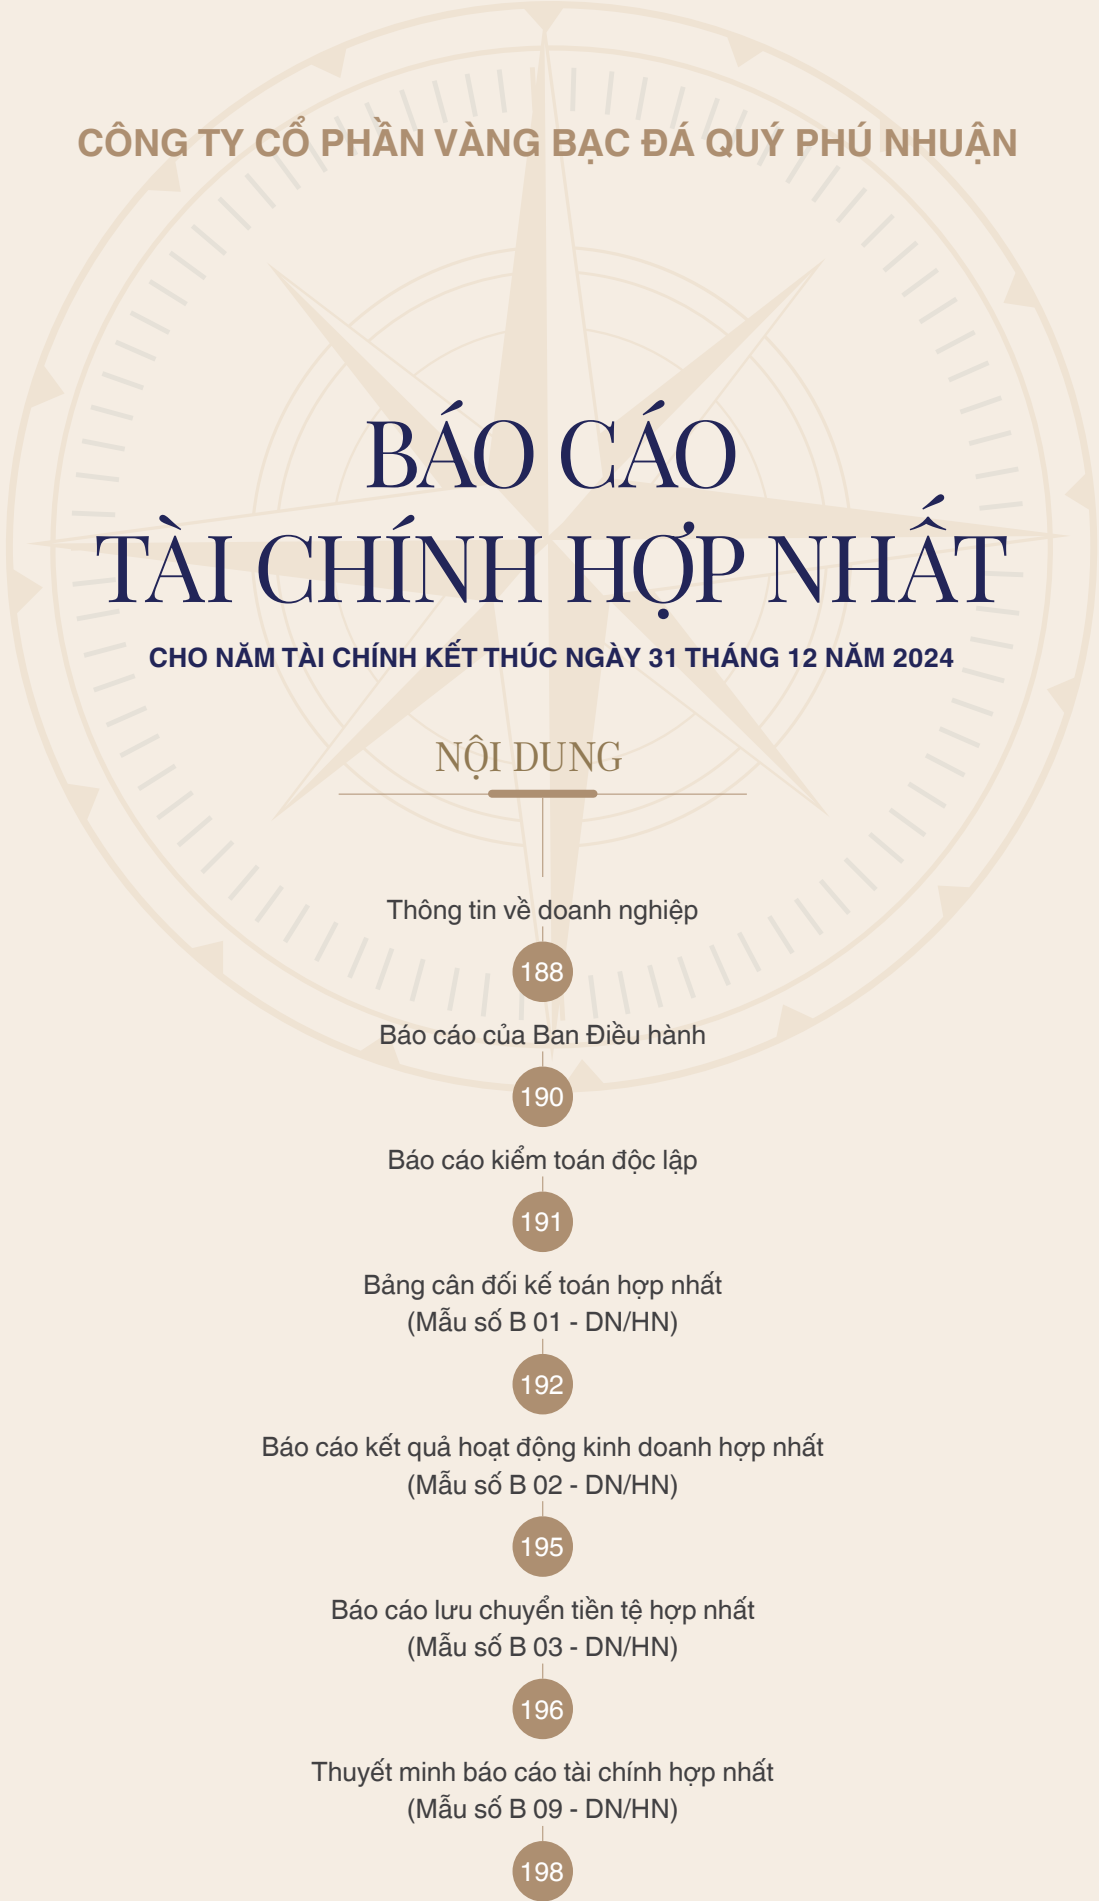 CÔNG TY CỔ PHẦN VÀNG BẠC ĐÁ QUÝ PHÚ NHUẬN
BÁO CÁO
TÀI CHÍNH HỢP NHẤT
CHO NĂM TÀI CHÍNH KẾT THÚC NGÀY 31 THÁNG 12 NĂM 2024
NỘI DUNG
Thông tin về doanh nghiệp
188
Báo cáo của Ban Điều hành
190
Báo cáo kiểm toán độc lập
191
Bảng cân đối kế toán hợp nhất
(Mẫu số B 01 - DN/HN)
192
Báo cáo kết quả hoạt động kinh doanh hợp nhất
(Mẫu số B 02 - DN/HN)
195
Báo cáo lưu chuyển tiền tệ hợp nhất
(Mẫu số B 03 - DN/HN)
196
Thuyết minh báo cáo tài chính hợp nhất
(Mẫu số B 09 - DN/HN)
198